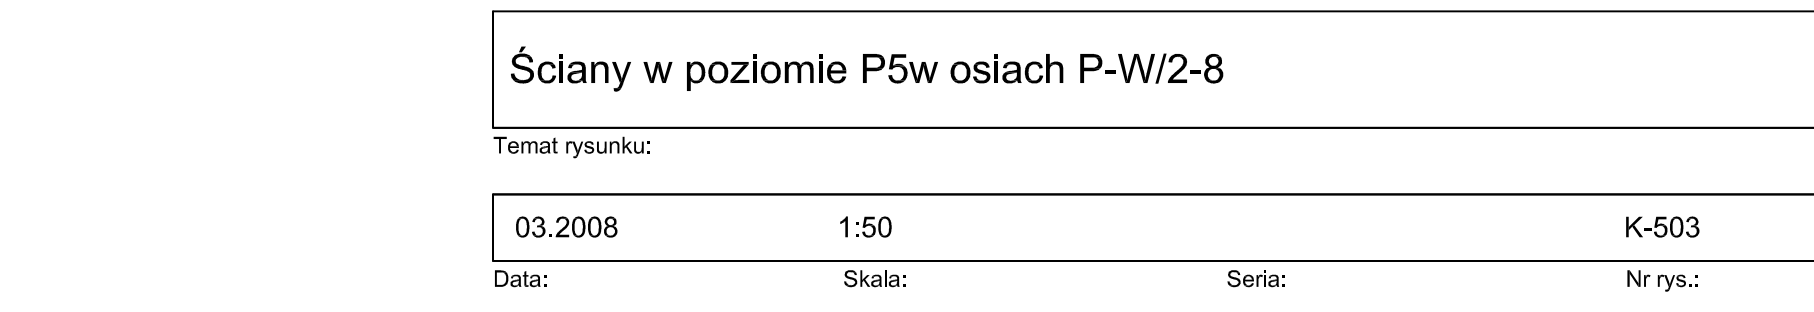 Ściany w poziomie P5w osiach P-W/2-8
Temat rysunku:
03.2008 1:50 K-503
Data: Skala: Seria: Nr rys.: